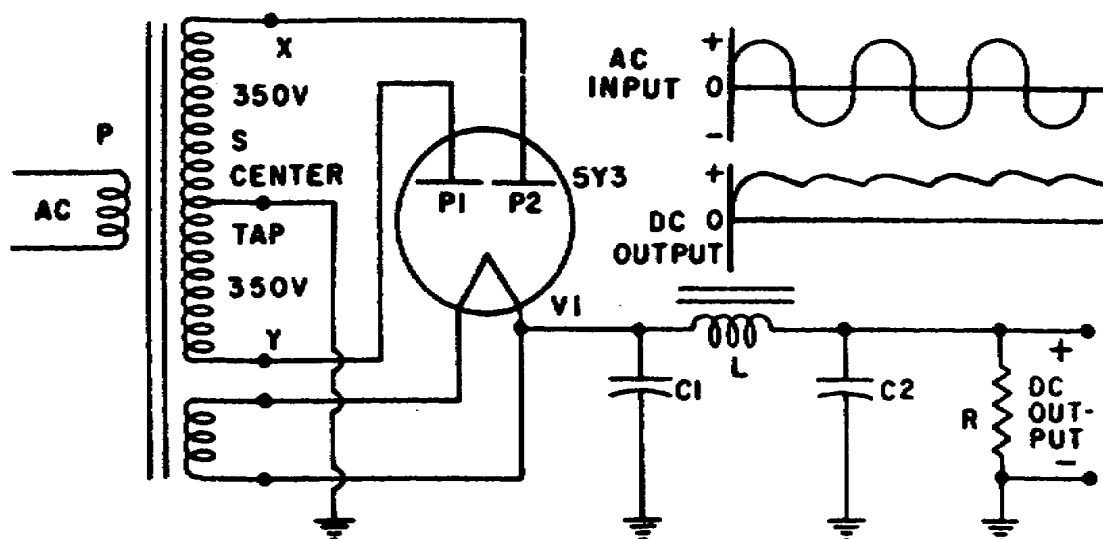 X
350V
P
S
CENTER
AC
TAP
350V
Y
P1 P2
5Y3
V1
AC
INPUT
+
0
-
+
0
DC
OUTPUT
L
C1
C2
R
+
DC
OUT-
PUT
-